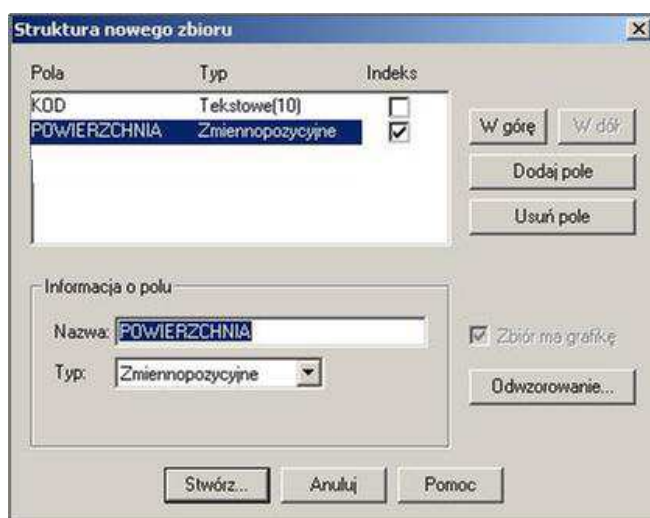 Struktura nowego zbioru
Pola Typ Indeks
KOD Tekstowe(10)
POWIERZCHNIA Zmiennopozycyjne
W górę W dół
Dodaj pole
Usuń pole
Informacja o polu
Nazwa: POWIERZCHNIA
Zbiór ma grafikę
Typ: Zmiennopozycyjne
Odwzorowanie...
Stwórz... Anuluj Pomoc